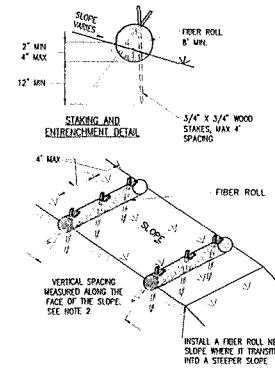 SLOPE
VARIES
FIBER ROLL
8" MIN.
2" MIN
4" MAX
12" MIN
3/4" X 3/4" WOOD
STAKES, MAX 4'
SPACING
STAKING AND
ENTRENCHMENT DETAIL
4' MAX
FIBER ROLL
SLOPE
VERTICAL SPACING
MEASURED ALONG THE
FACE OF THE SLOPE.
SEE NOTE 2
INSTALL A FIBER ROLL NE
SLOPE WHERE IT TRANSIT
INTO A STEEPER SLOPE